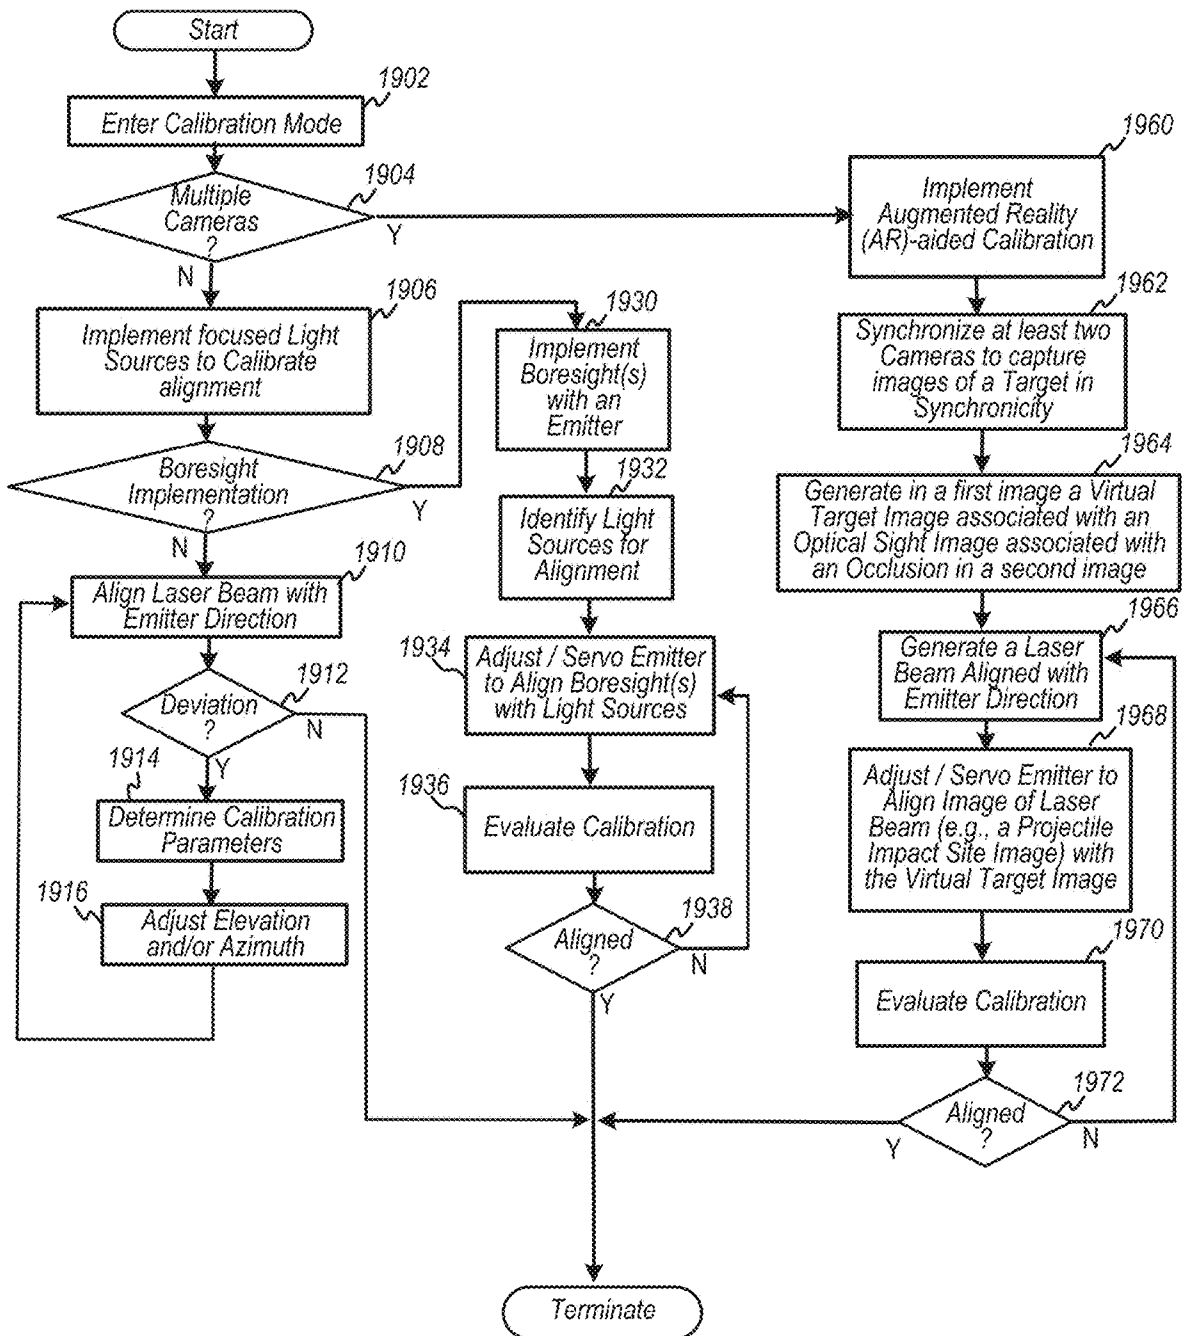 Start
1902
Enter Calibration Mode
1904
Multiple
Cameras
?
Y
N
1906
Implement focused Light
Sources to Calibrate
alignment
1908
Boresight
Implementation
?
Y
N
1910
Align Laser Beam with
Emitter Direction
1912
Deviation
?
N
Y
1914
Determine Calibration
Parameters
1916
Adjust Elevation
and/or Azimuth
1930
Implement
Boresight(s)
with an
Emitter
1932
Identify Light
Sources for
Alignment
1934
Adjust / Servo Emitter
to Align Boresight(s)
with Light Sources
1936
Evaluate Calibration
1938
Aligned
?
N
Y
1960
Implement
Augmented Reality
(AR)-aided Calibration
1962
Synchronize at least two
Cameras to capture
images of a Target in
Synchronicity
1964
Generate in a first image a Virtual
Target Image associated with an
Optical Sight Image associated with
an Occlusion in a second image
1966
Generate a Laser
Beam Aligned with
Emitter Direction
1968
Adjust / Servo Emitter to
Align Image of Laser
Beam (e.g., a Projectile
Impact Site Image) with
the Virtual Target Image
1970
Evaluate Calibration
1972
Aligned
?
Y
N
Terminate